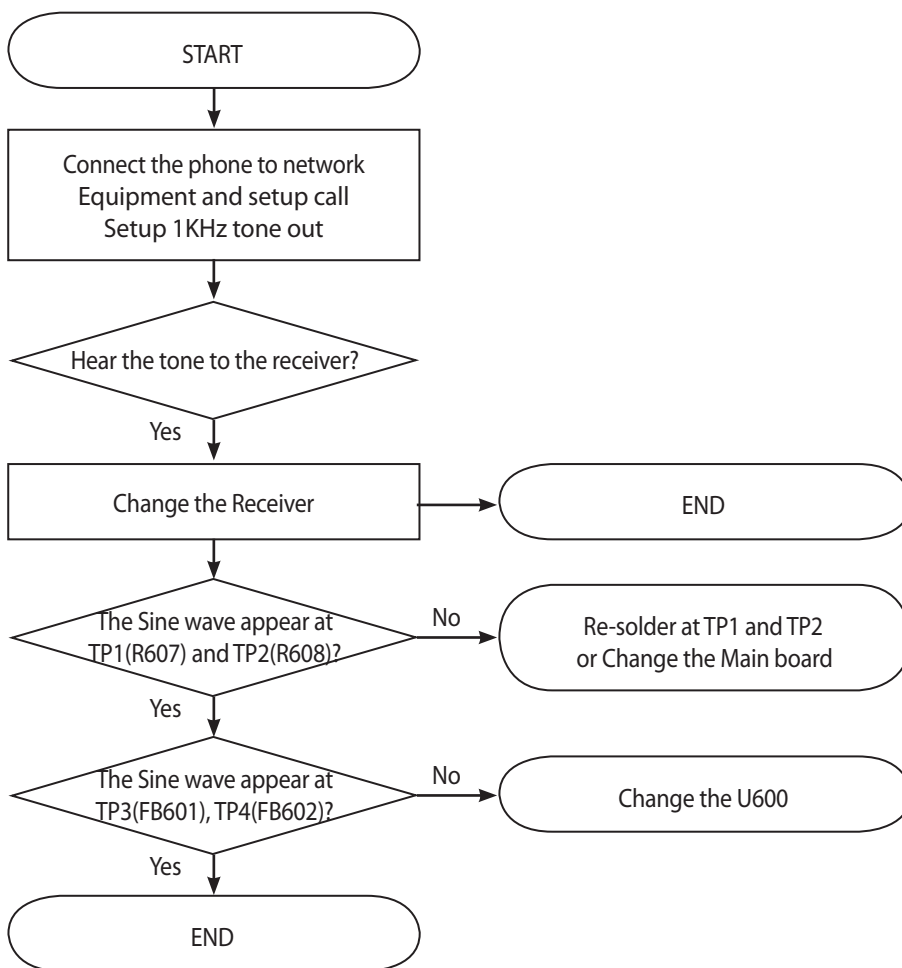 START
Connect the phone to network
Equipment and setup call
Setup 1KHz tone out
Hear the tone to the receiver?
Yes
Change the Receiver
END
The Sine wave appear at
TP1(R607) and TP2(R608)?
No
Re-solder at TP1 and TP2
or Change the Main board
Yes
The Sine wave appear at
TP3(FB601), TP4(FB602)?
No
Change the U600
Yes
END